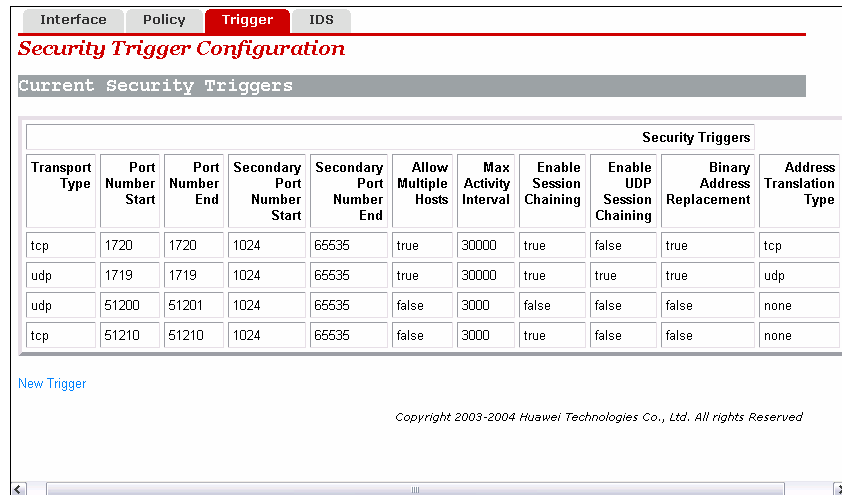 Interface Policy Trigger IDS
Security Trigger Configuration
Current Security Triggers
Security Triggers
Transport Type Port Number Start Port Number End Secondary Port Number Start Secondary Port Number End Allow Multiple Hosts Max Activity Interval Enable Session Chaining Enable UDP Session Chaining Binary Address Replacement Address Translation Type
tcp 1720 1720 1024 65535 true 30000 true false true tcp
udp 1719 1719 1024 65535 true 30000 true true true udp
udp 51200 51201 1024 65535 false 3000 false false false none
tcp 51210 51210 1024 65535 false 3000 true false false none
New Trigger
Copyright 2003-2004 Huawei Technologies Co., Ltd. All rights Reserved